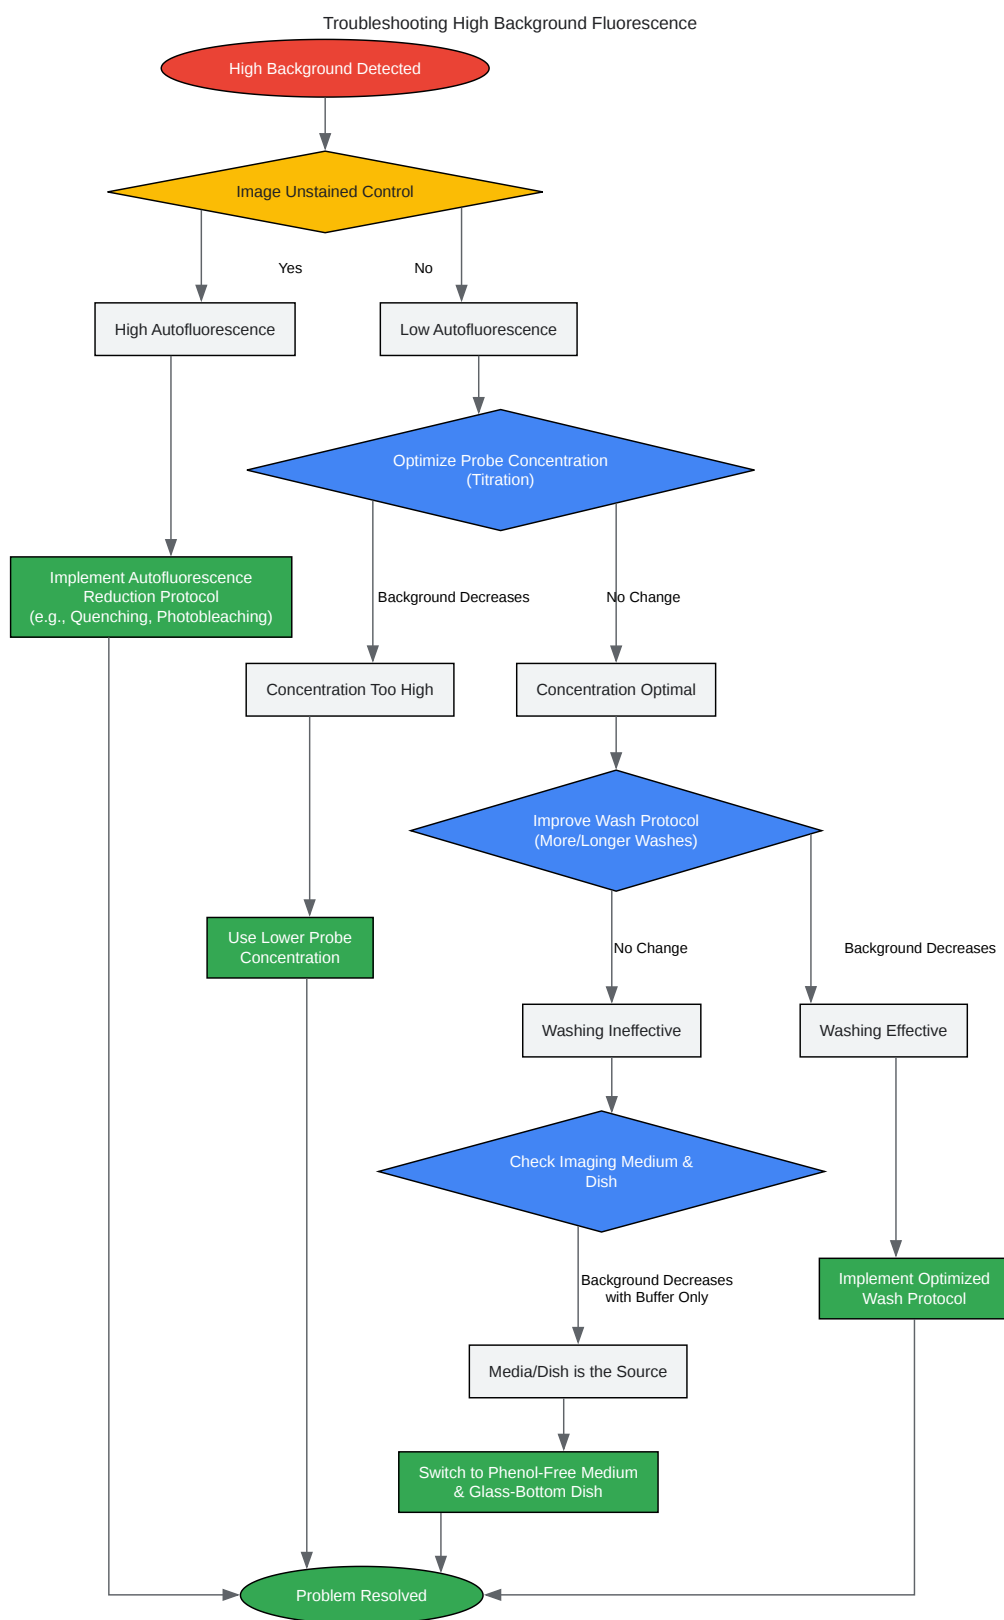 Troubleshooting High Background Fluorescence
High Background Detected
Image Unstained Control
Yes
No
High Autofluorescence
Low Autofluorescence
Optimize Probe Concentration
(Titration)
Implement Autofluorescence
Reduction Protocol
(e.g., Quenching, Photobleaching)
Background Decreases
No Change
Concentration Too High
Concentration Optimal
Improve Wash Protocol
(More/Longer Washes)
Use Lower Probe
Concentration
No Change
Background Decreases
Washing Ineffective
Washing Effective
Check Imaging Medium &
Dish
Background Decreases
with Buffer Only
Implement Optimized
Wash Protocol
Media/Dish is the Source
Switch to Phenol-Free Medium
& Glass-Bottom Dish
Problem Resolved